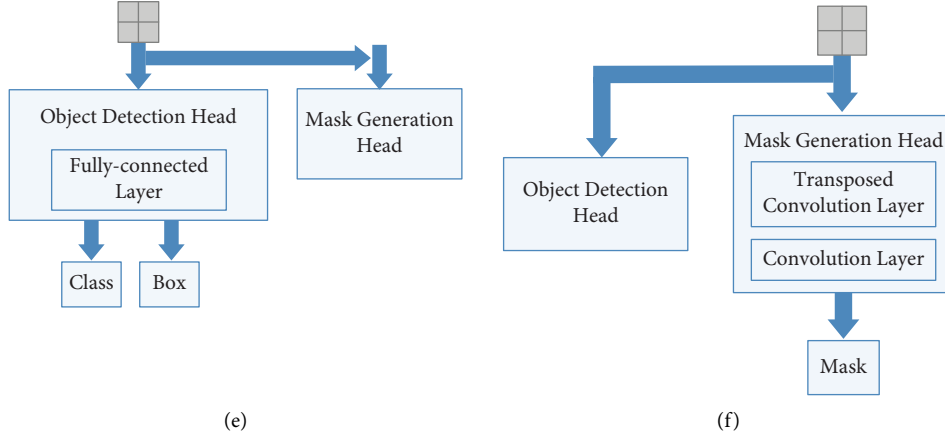 Object Detection Head
Fully-connected
Layer
Class
Box
Mask Generation
Head
(e)
Object Detection
Head
Mask Generation Head
Transposed
Convolution Layer
Convolution Layer
Mask
(f)